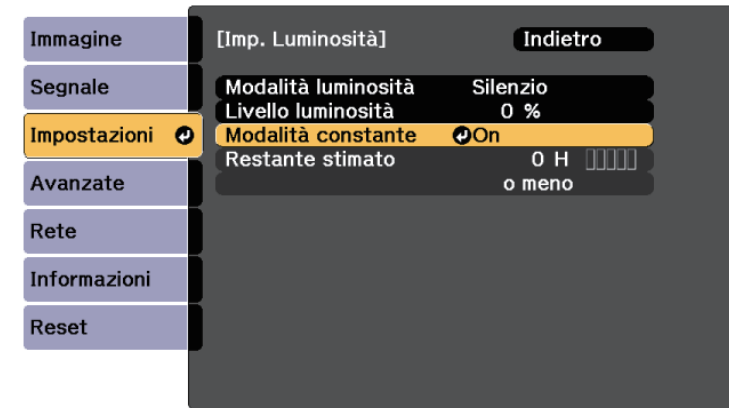 Immagine
Segnale
Impostazioni
Avanzate
Rete
Informazioni
Reset
[Imp. Luminosità] Indietro
Modalità luminosità Silenzio
Livello luminosità 0 %
Modalità constante On
Restante stimato 0 H
o meno